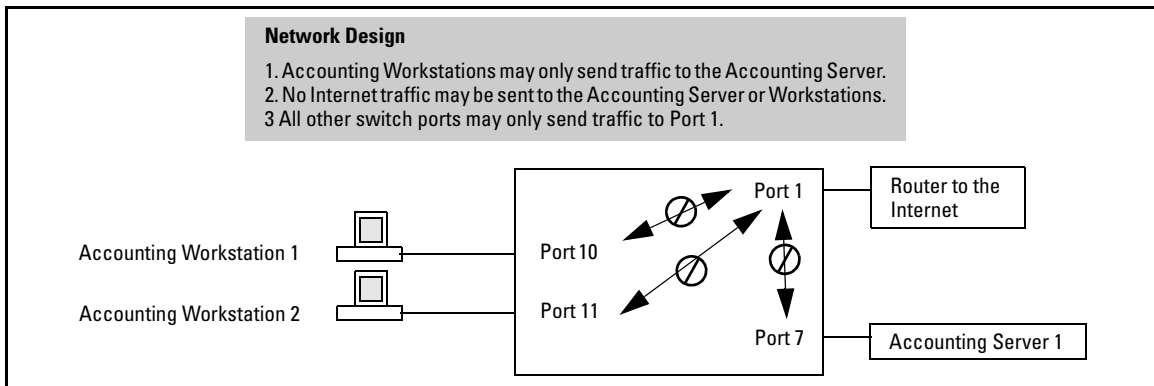 Network Design
1. Accounting Workstations may only send traffic to the Accounting Server.
2. No Internet traffic may be sent to the Accounting Server or Workstations.
3 All other switch ports may only send traffic to Port 1.
Port 1
Router to the
Internet
Accounting Workstation 1
Port 10
Accounting Workstation 2
Port 11
Port 7
Accounting Server 1